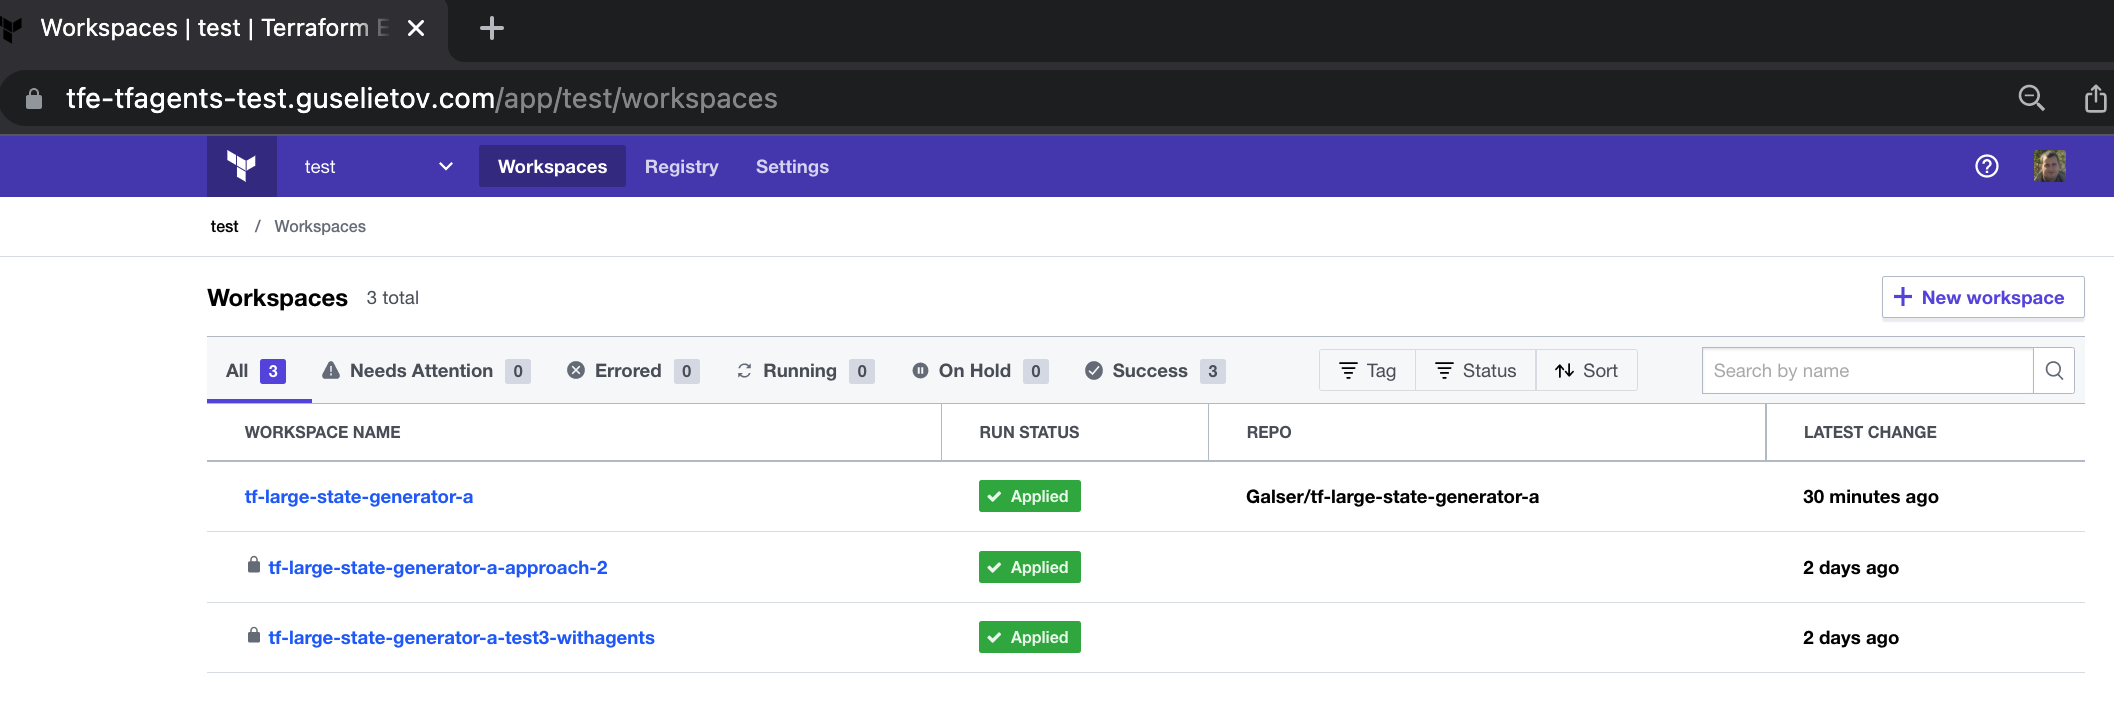 Workspaces | test | Terraform E
tfe-tfagents-test.guselietov.com/app/test/workspaces
test Workspaces Registry Settings
test / Workspaces
Workspaces 3 total + New workspace
All 3 Needs Attention 0 Errored 0 Running 0 On Hold 0 Success 3 Tag Status Sort Search by name
WORKSPACE NAME RUN STATUS REPO LATEST CHANGE
tf-large-state-generator-a Applied Galser/tf-large-state-generator-a 30 minutes ago
tf-large-state-generator-a-approach-2 Applied 2 days ago
tf-large-state-generator-a-test3-withagents Applied 2 days ago